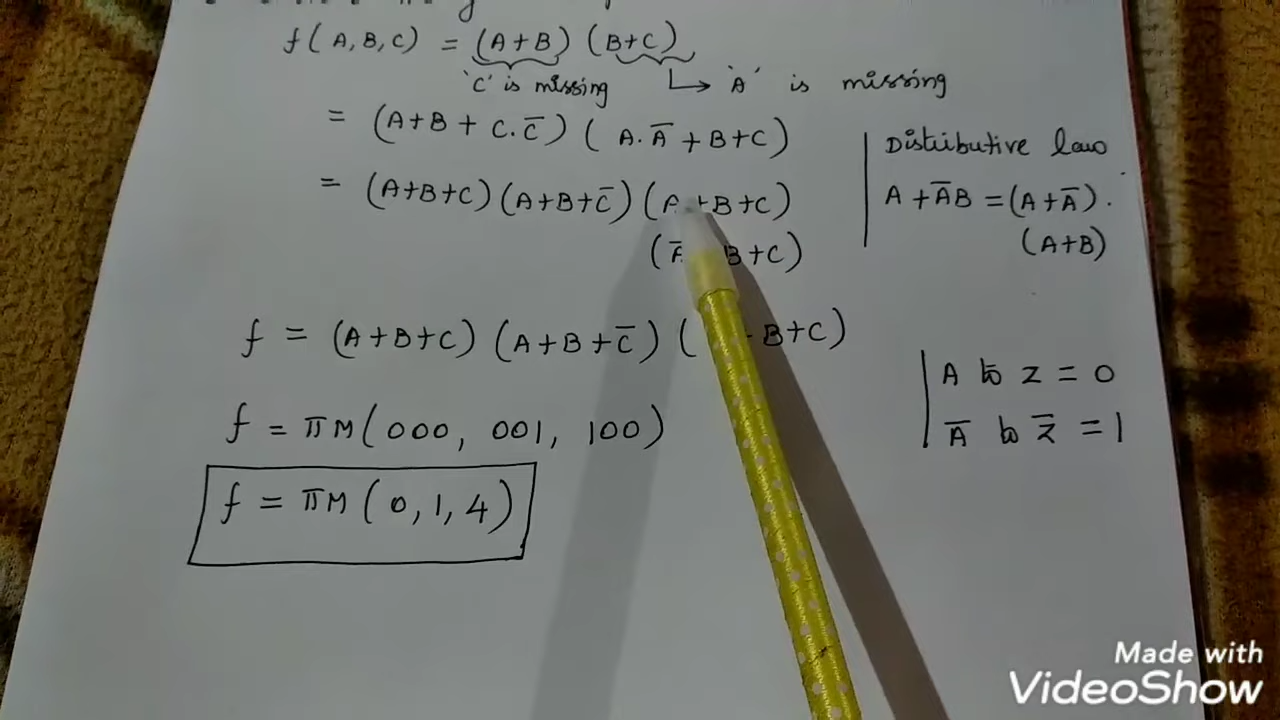 f(A, B, C) = (A+B) (B+C)
'C' is missing → 'A' is missing
= (A+B + C.C̅) ( A.A̅ + B+C)
= (A+B+C) (A+B+C̅) (A+B+C)
(A̅ B+C)
f = (A+B+C) (A+B+C̅) ( B+C)
f = πM(000, 001, 100)
f = πM(0, 1, 4)
Distributive law
A + A̅B = (A+A̅).
(A+B)
A to Z = 0
A̅ to Z̅ = 1
Made with
VideoShow